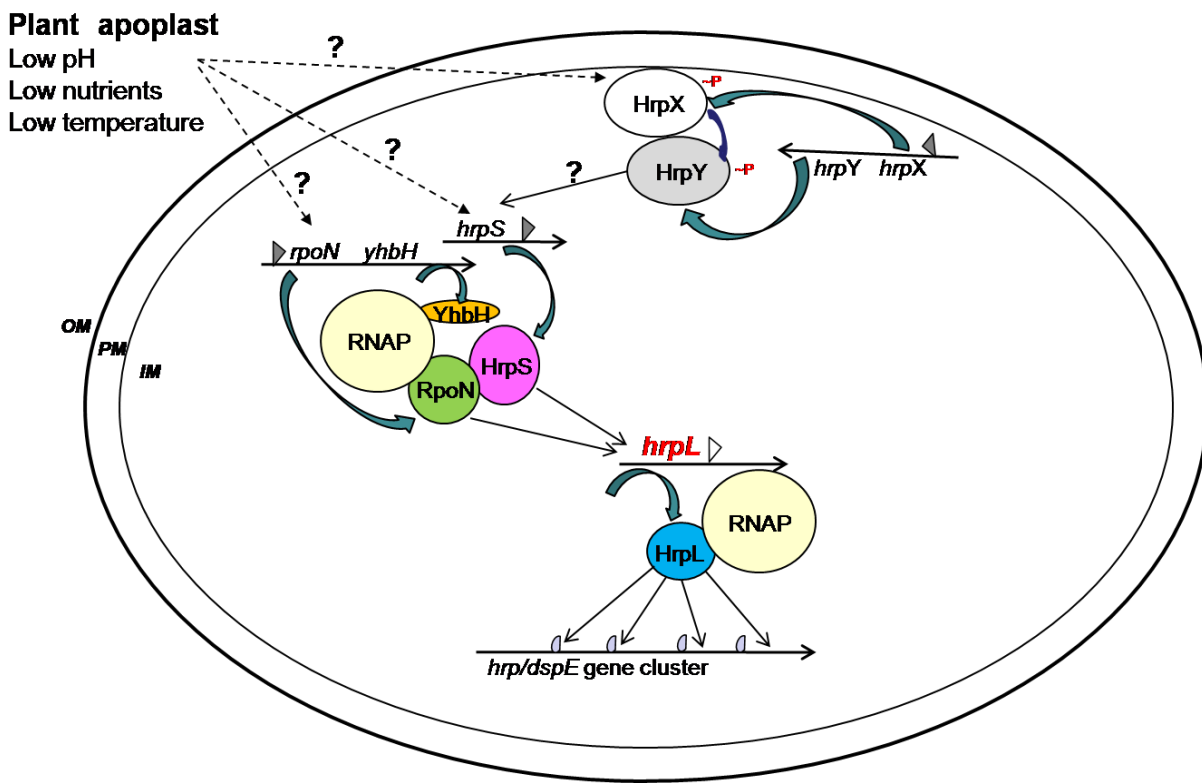 Plant apoplast
Low pH
Low nutrients
Low temperature
?
?
?
HrpX
~P
HrpY
~P
hrpY hrpX
?
hrpS
rpoN yhbH
YhbH
RNAP
HrpS
RpoN
OM
PM
IM
hrpL
RNAP
HrpL
hrp/dspE gene cluster